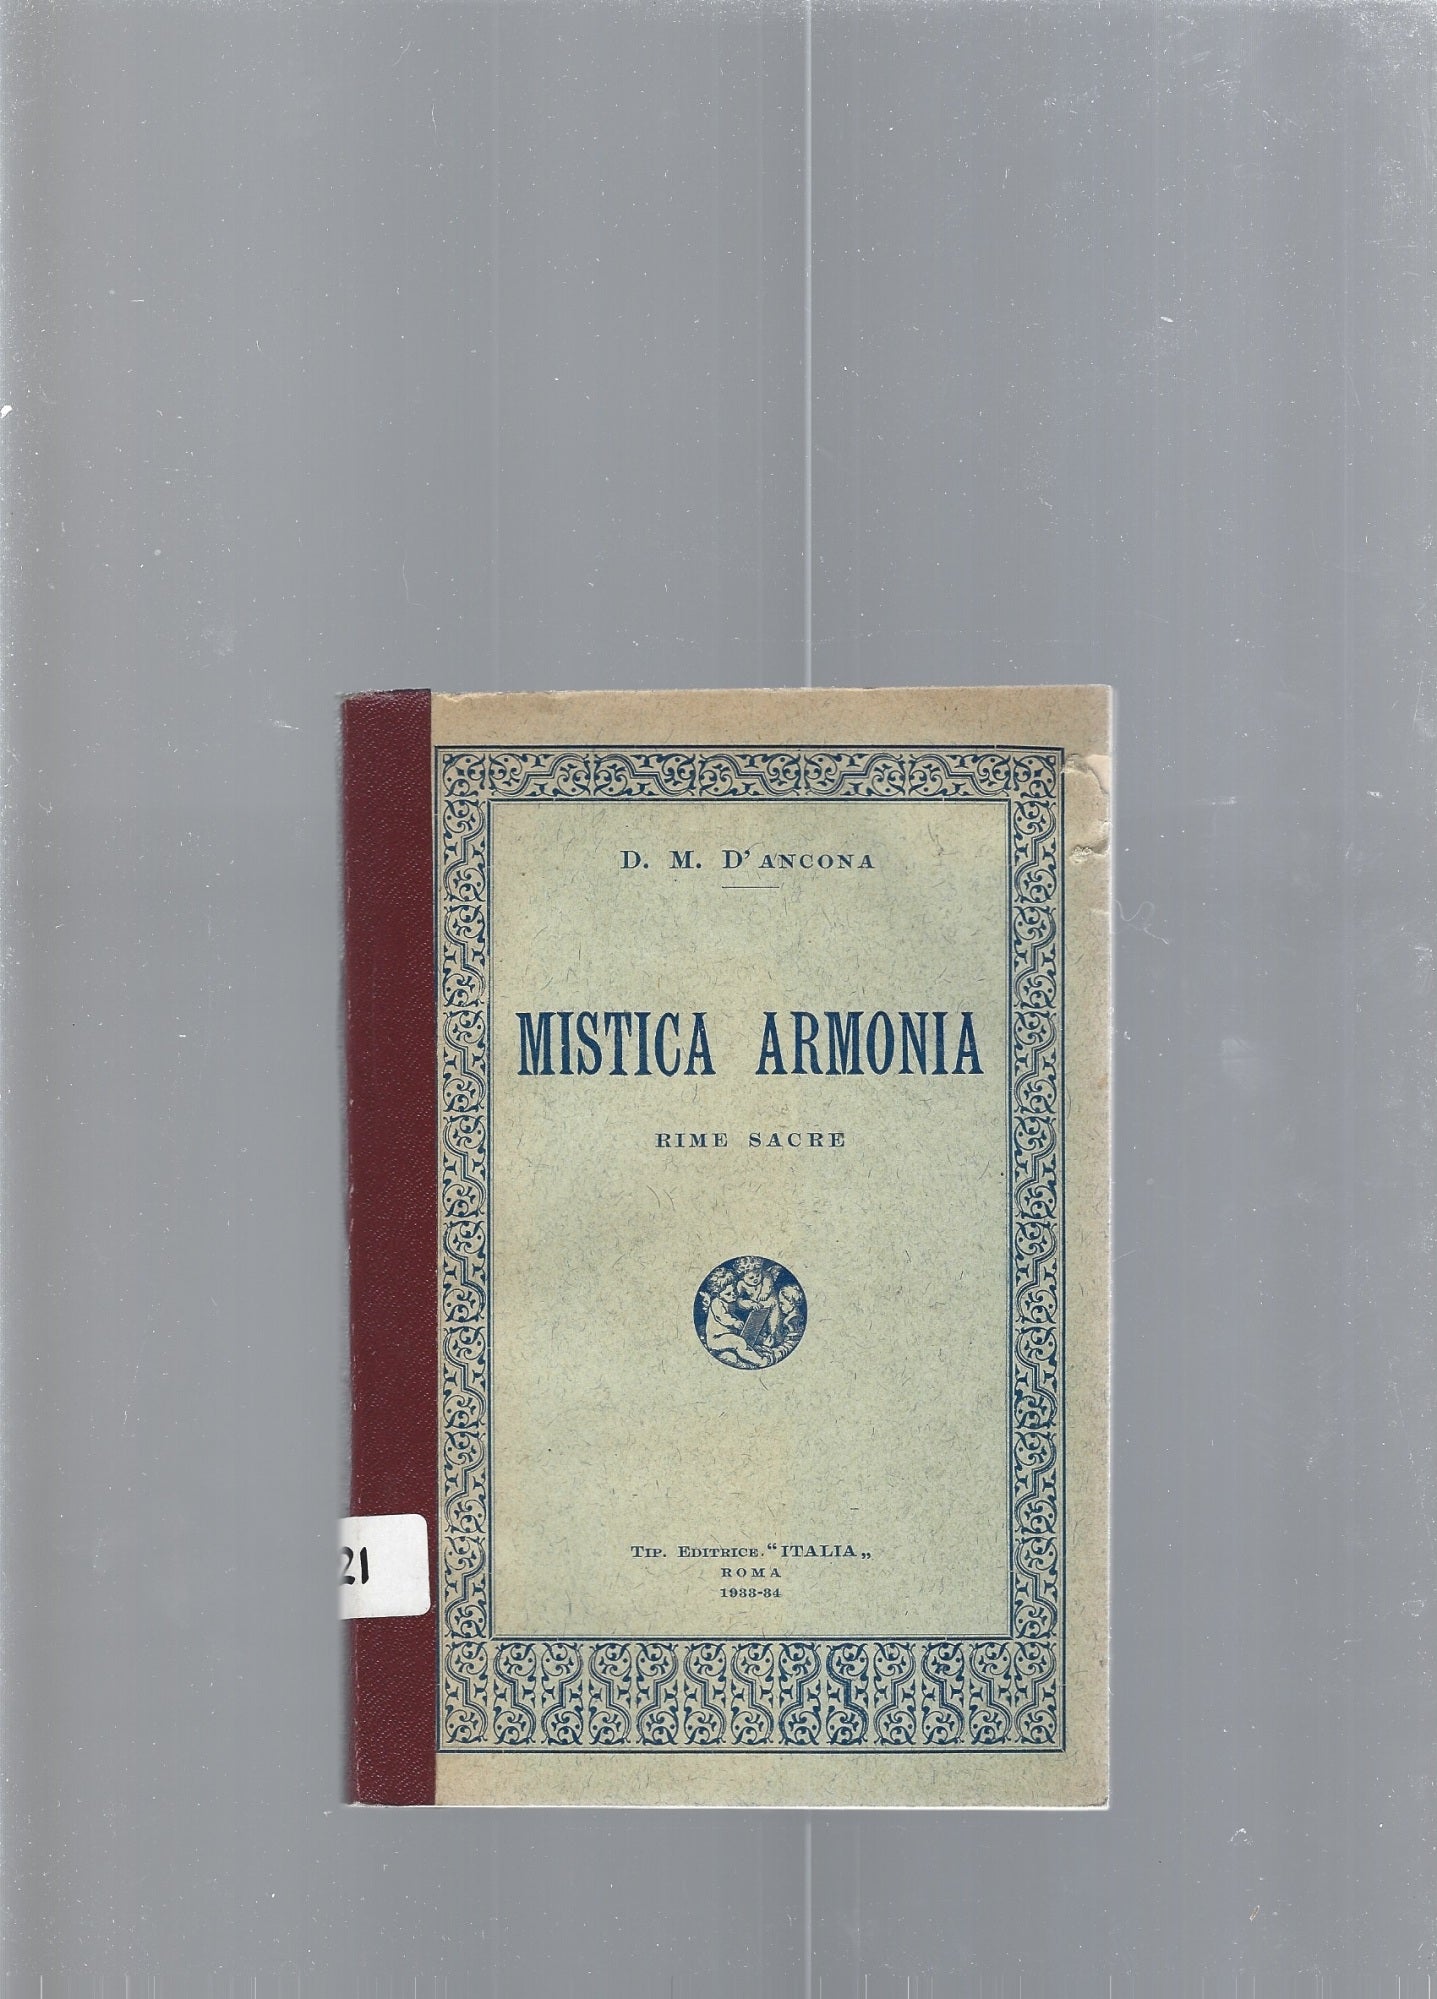 D. M. D'ANCONA
MISTICA ARMONIA
RIME SACRE
TIP. EDITRICE. “ITALIA„
ROMA
1933-34
21